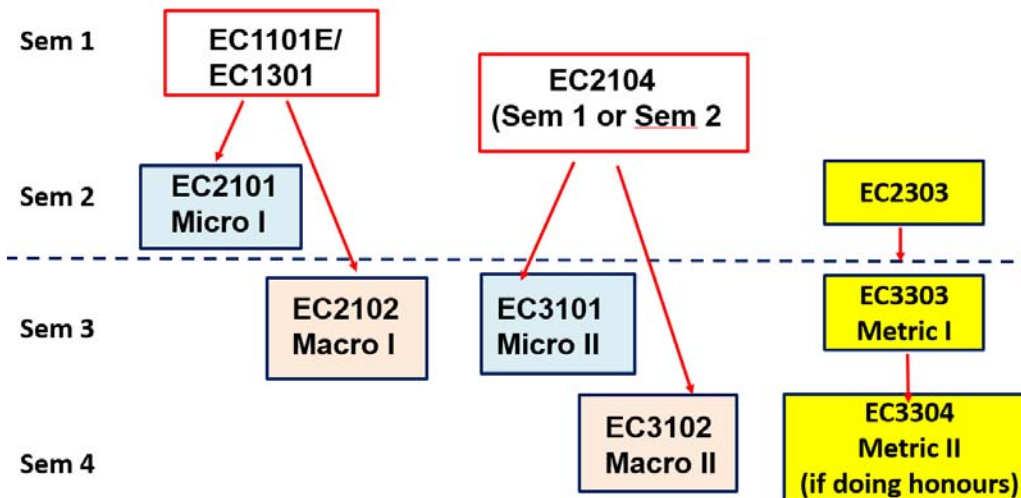 Sem 1
EC1101E/
EC1301
EC2104
(Sem 1 or Sem 2
Sem 2
EC2101
Micro I
EC2303
Sem 3
EC2102
Macro I
EC3101
Micro II
EC3303
Metric I
Sem 4
EC3102
Macro II
EC3304
Metric II
(if doing honours)